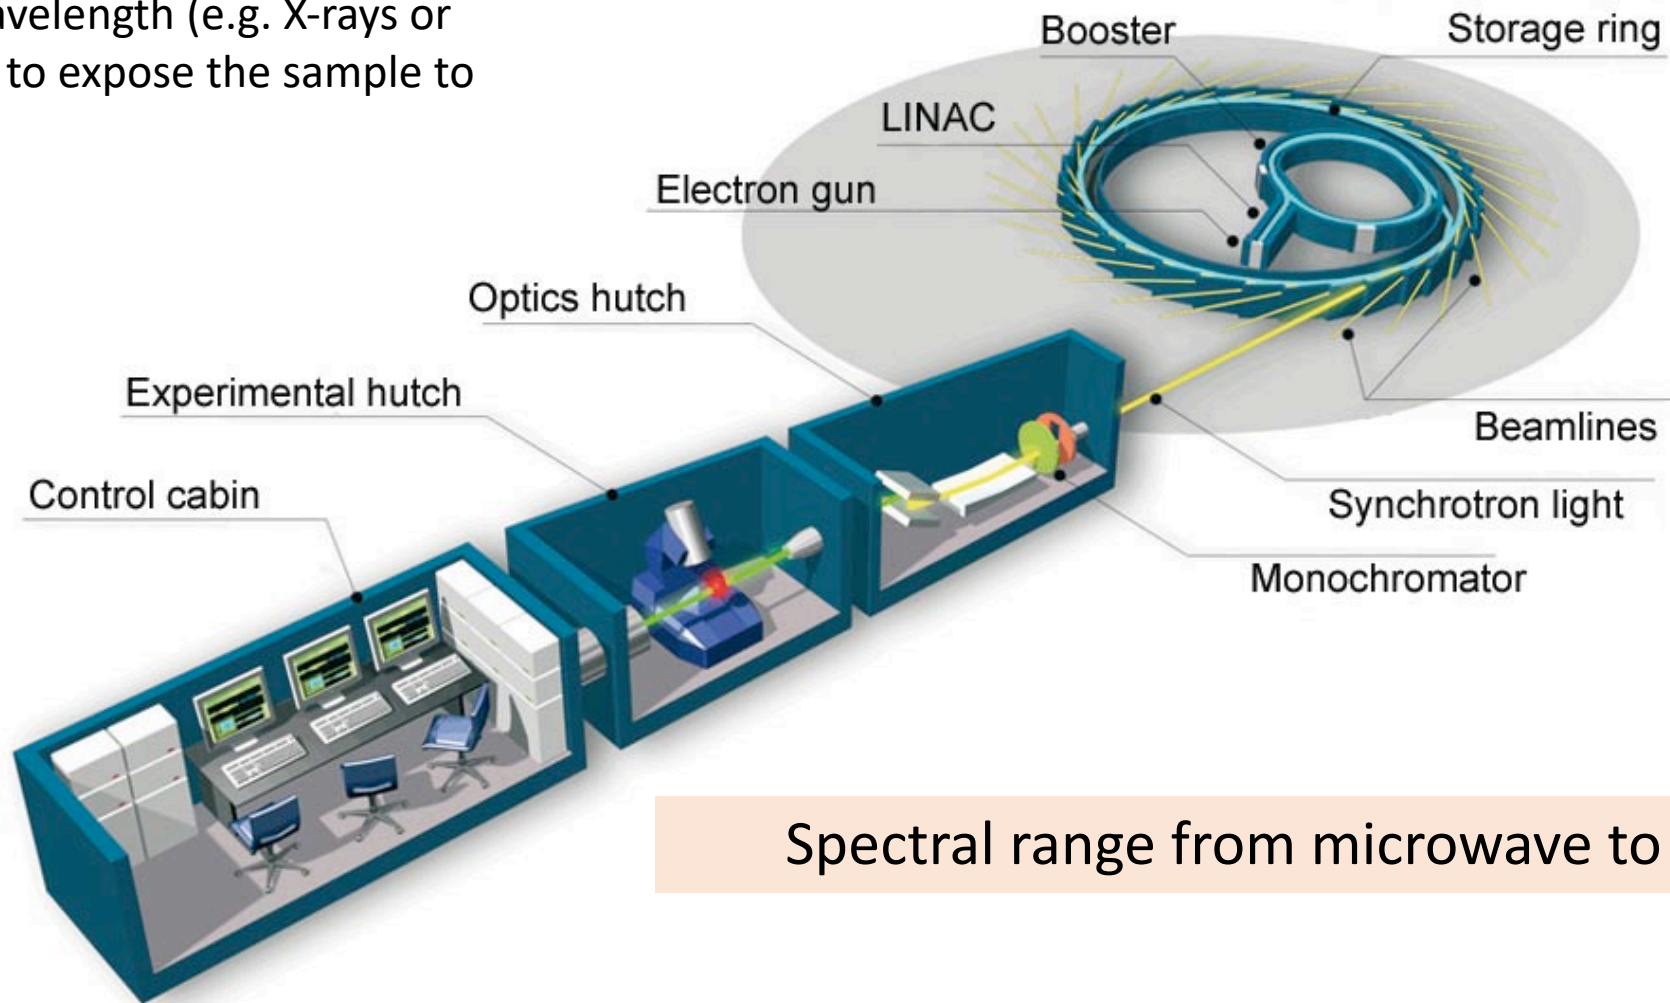 avelength (e.g. X-rays or
to expose the sample to
Booster
Storage ring
LINAC
Electron gun
Optics hutch
Experimental hutch
Beamlines
Control cabin
Synchrotron light
Monochromator
Spectral range from microwave to